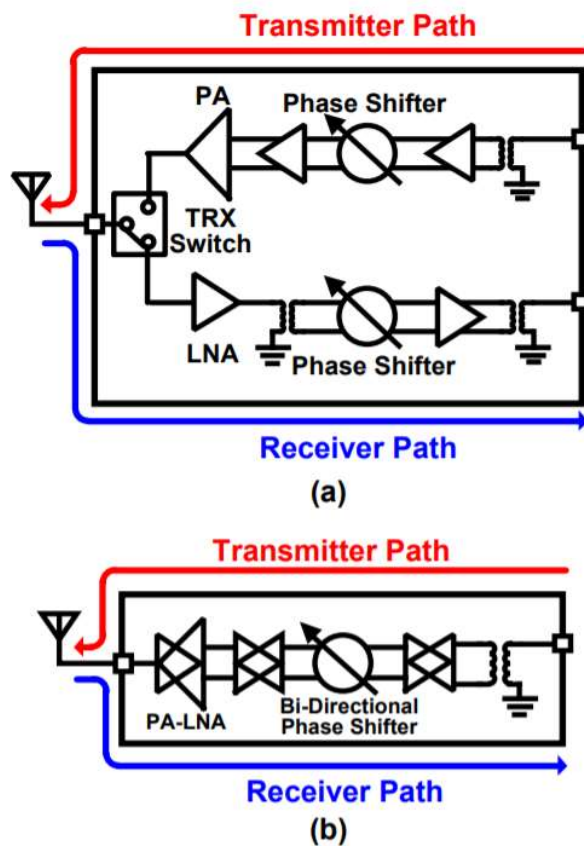 Transmitter Path
PA
Phase Shifter
TRX
Switch
LNA
Phase Shifter
Receiver Path
(a)
Transmitter Path
PA-LNA
Bi-Directional
Phase Shifter
Receiver Path
(b)